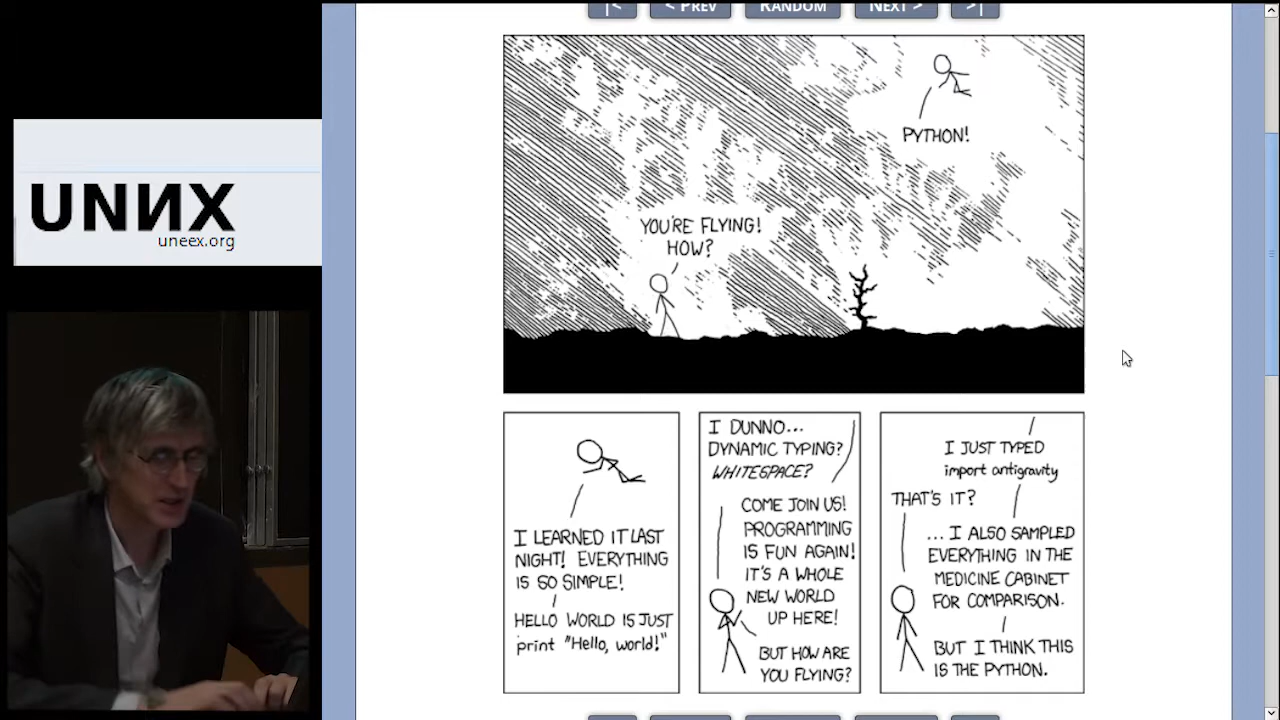 |<
< PREV
RANDOM
NEXT >
>|
UNИX
uneex.org
PYTHON!
YOU'RE FLYING!
HOW?
I LEARNED IT LAST
NIGHT! EVERYTHING
IS SO SIMPLE!
HELLO WORLD IS JUST
print "Hello, world!"
I DUNNO...
DYNAMIC TYPING?
WHITESPACE?
COME JOIN US!
PROGRAMMING
IS FUN AGAIN!
IT'S A WHOLE
NEW WORLD
UP HERE!
BUT HOW ARE
YOU FLYING?
I JUST TYPED
import antigravity
THAT'S IT?
... I ALSO SAMPLED
EVERYTHING IN THE
MEDICINE CABINET
FOR COMPARISON.
BUT I THINK THIS
IS THE PYTHON.